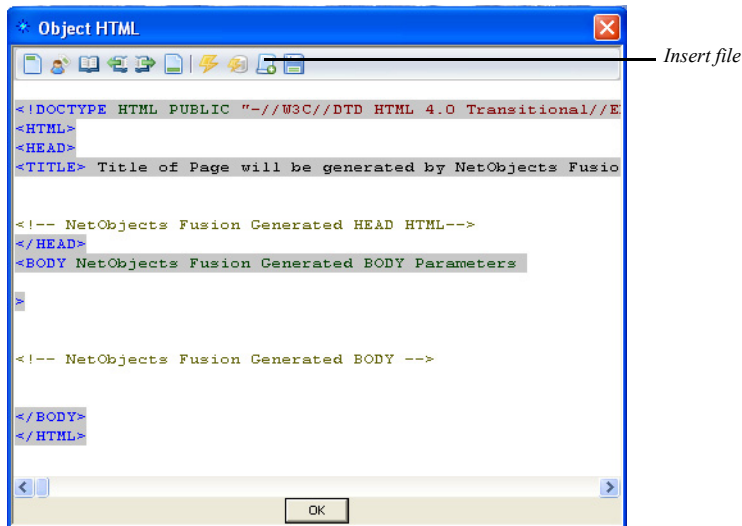 Object HTML
Insert file
<!DOCTYPE HTML PUBLIC "-//W3C//DTD HTML 4.0 Transitional//E
<HTML>
<HEAD>
<TITLE> Title of Page will be generated by NetObjects Fusio
<!-- NetObjects Fusion Generated HEAD HTML-->
</HEAD>
<BODY NetObjects Fusion Generated BODY Parameters
>
<!-- NetObjects Fusion Generated BODY -->
</BODY>
</HTML>
OK